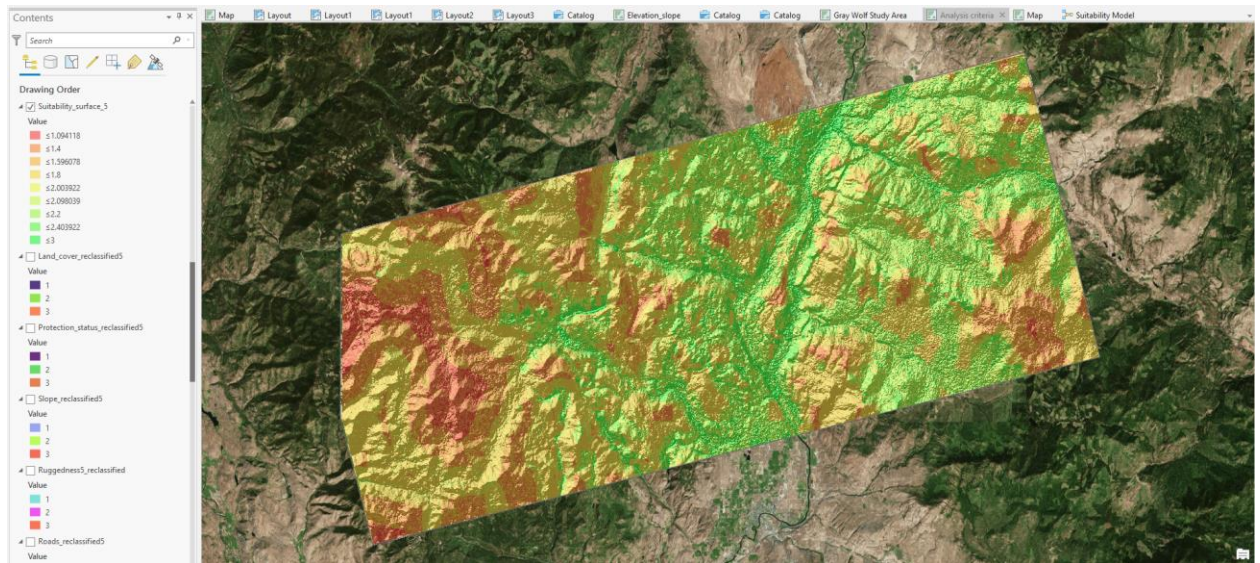 Contents
Map Layout Layout1 Layout1 Layout2 Layout3 Catalog Elevation_slope Catalog Catalog Gray Wolf Study Area Analysis criteria Map Suitability Model
Search
Drawing Order
Suitability_surface_5
Value
≤1.094118
≤1.4
≤1.596078
≤1.8
≤2.003922
≤2.098039
≤2.2
≤2.403922
≤3
Land_cover_reclassified5
Value
1
2
3
Protection_status_reclassified5
Value
1
2
3
Slope_reclassified5
Value
1
2
3
Ruggedness5_reclassified
Value
1
2
3
Roads_reclassified5
Value